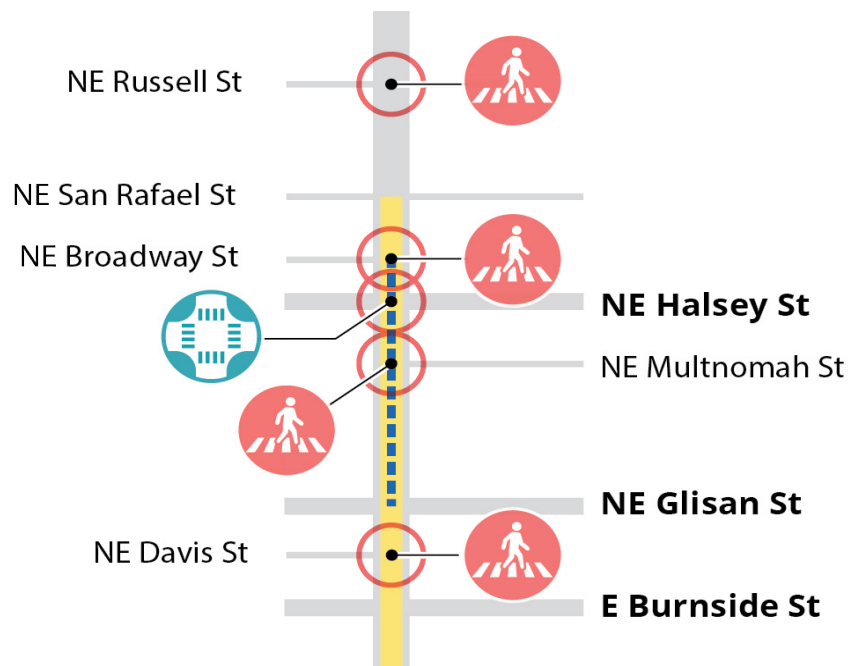 NE Russell St
NE San Rafael St
NE Broadway St
NE Halsey St
NE Multnomah St
NE Glisan St
NE Davis St
E Burnside St